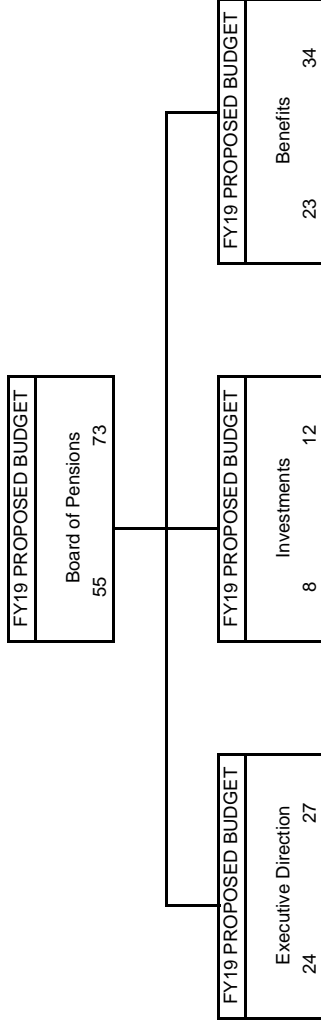 FY19 PROPOSED BUDGET
Board of Pensions
55 73
FY19 PROPOSED BUDGET
Executive Direction
24 27
FY19 PROPOSED BUDGET
Investments
8 12
FY19 PROPOSED BUDGET
Benefits
23 34